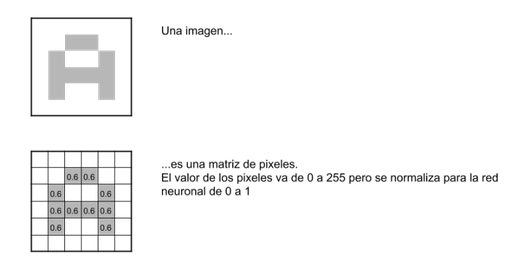 Una imagen...
...es una matriz de pixeles.
El valor de los pixeles va de 0 a 255 pero se normaliza para la red
neuronal de 0 a 1
0.6 0.6
0.6 0.6
0.6 0.6 0.6 0.6
0.6 0.6